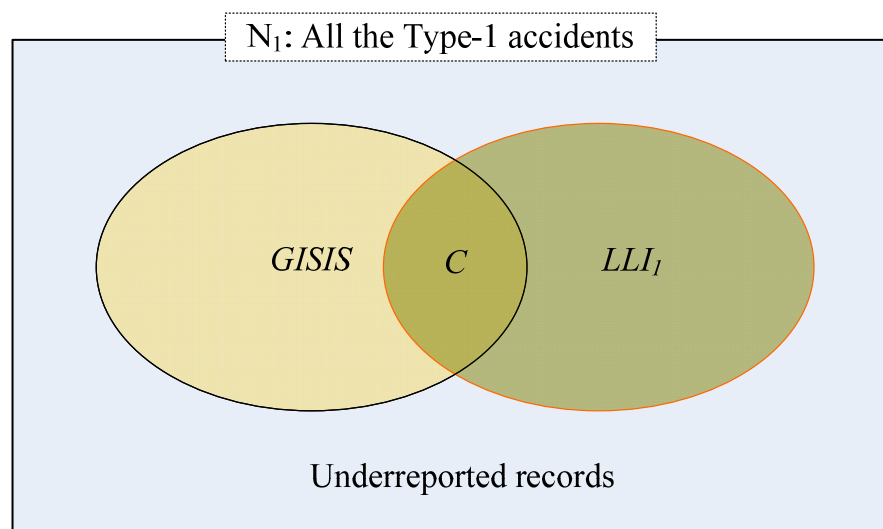 N₁: All the Type-1 accidents
GISIS
C
LLI₁
Underreported records